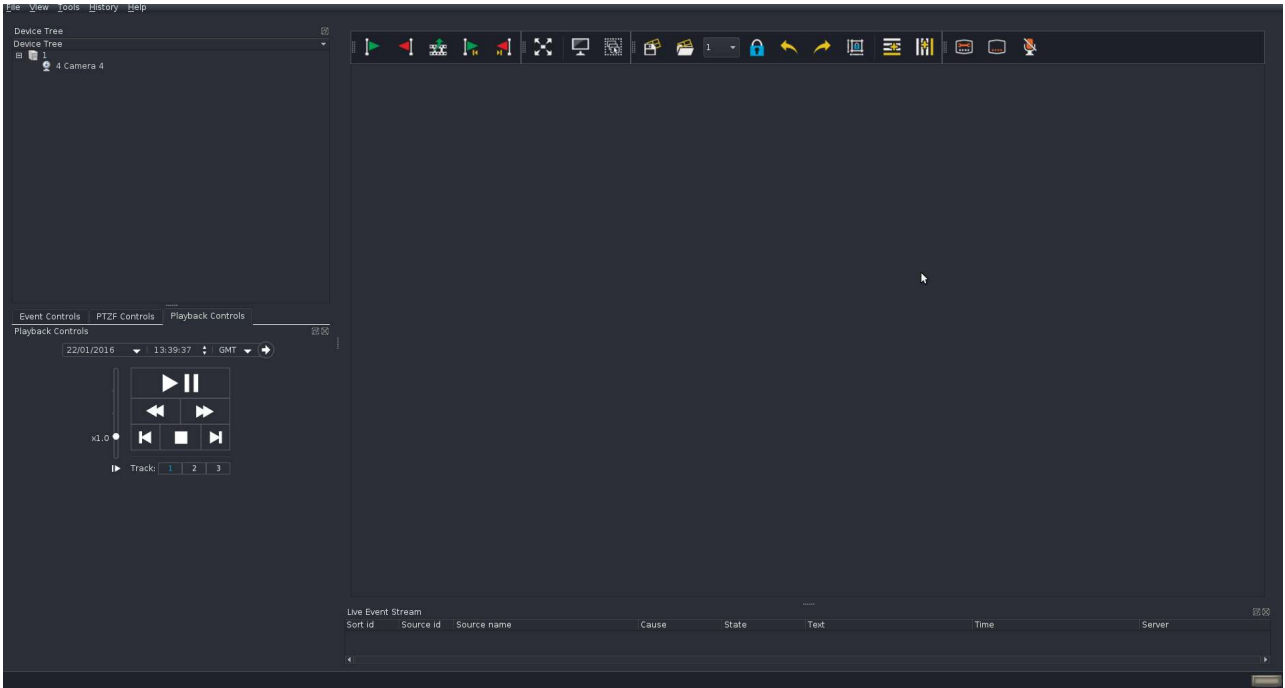 File View Tools History Help
Device Tree
Device Tree
1
4 Camera 4
1
Event Controls PTZF Controls Playback Controls
Playback Controls
22/01/2016 13:39:37 GMT
x1.0
Track: 1 2 3
Live Event Stream
Sort id Source id Source name Cause State Text Time Server